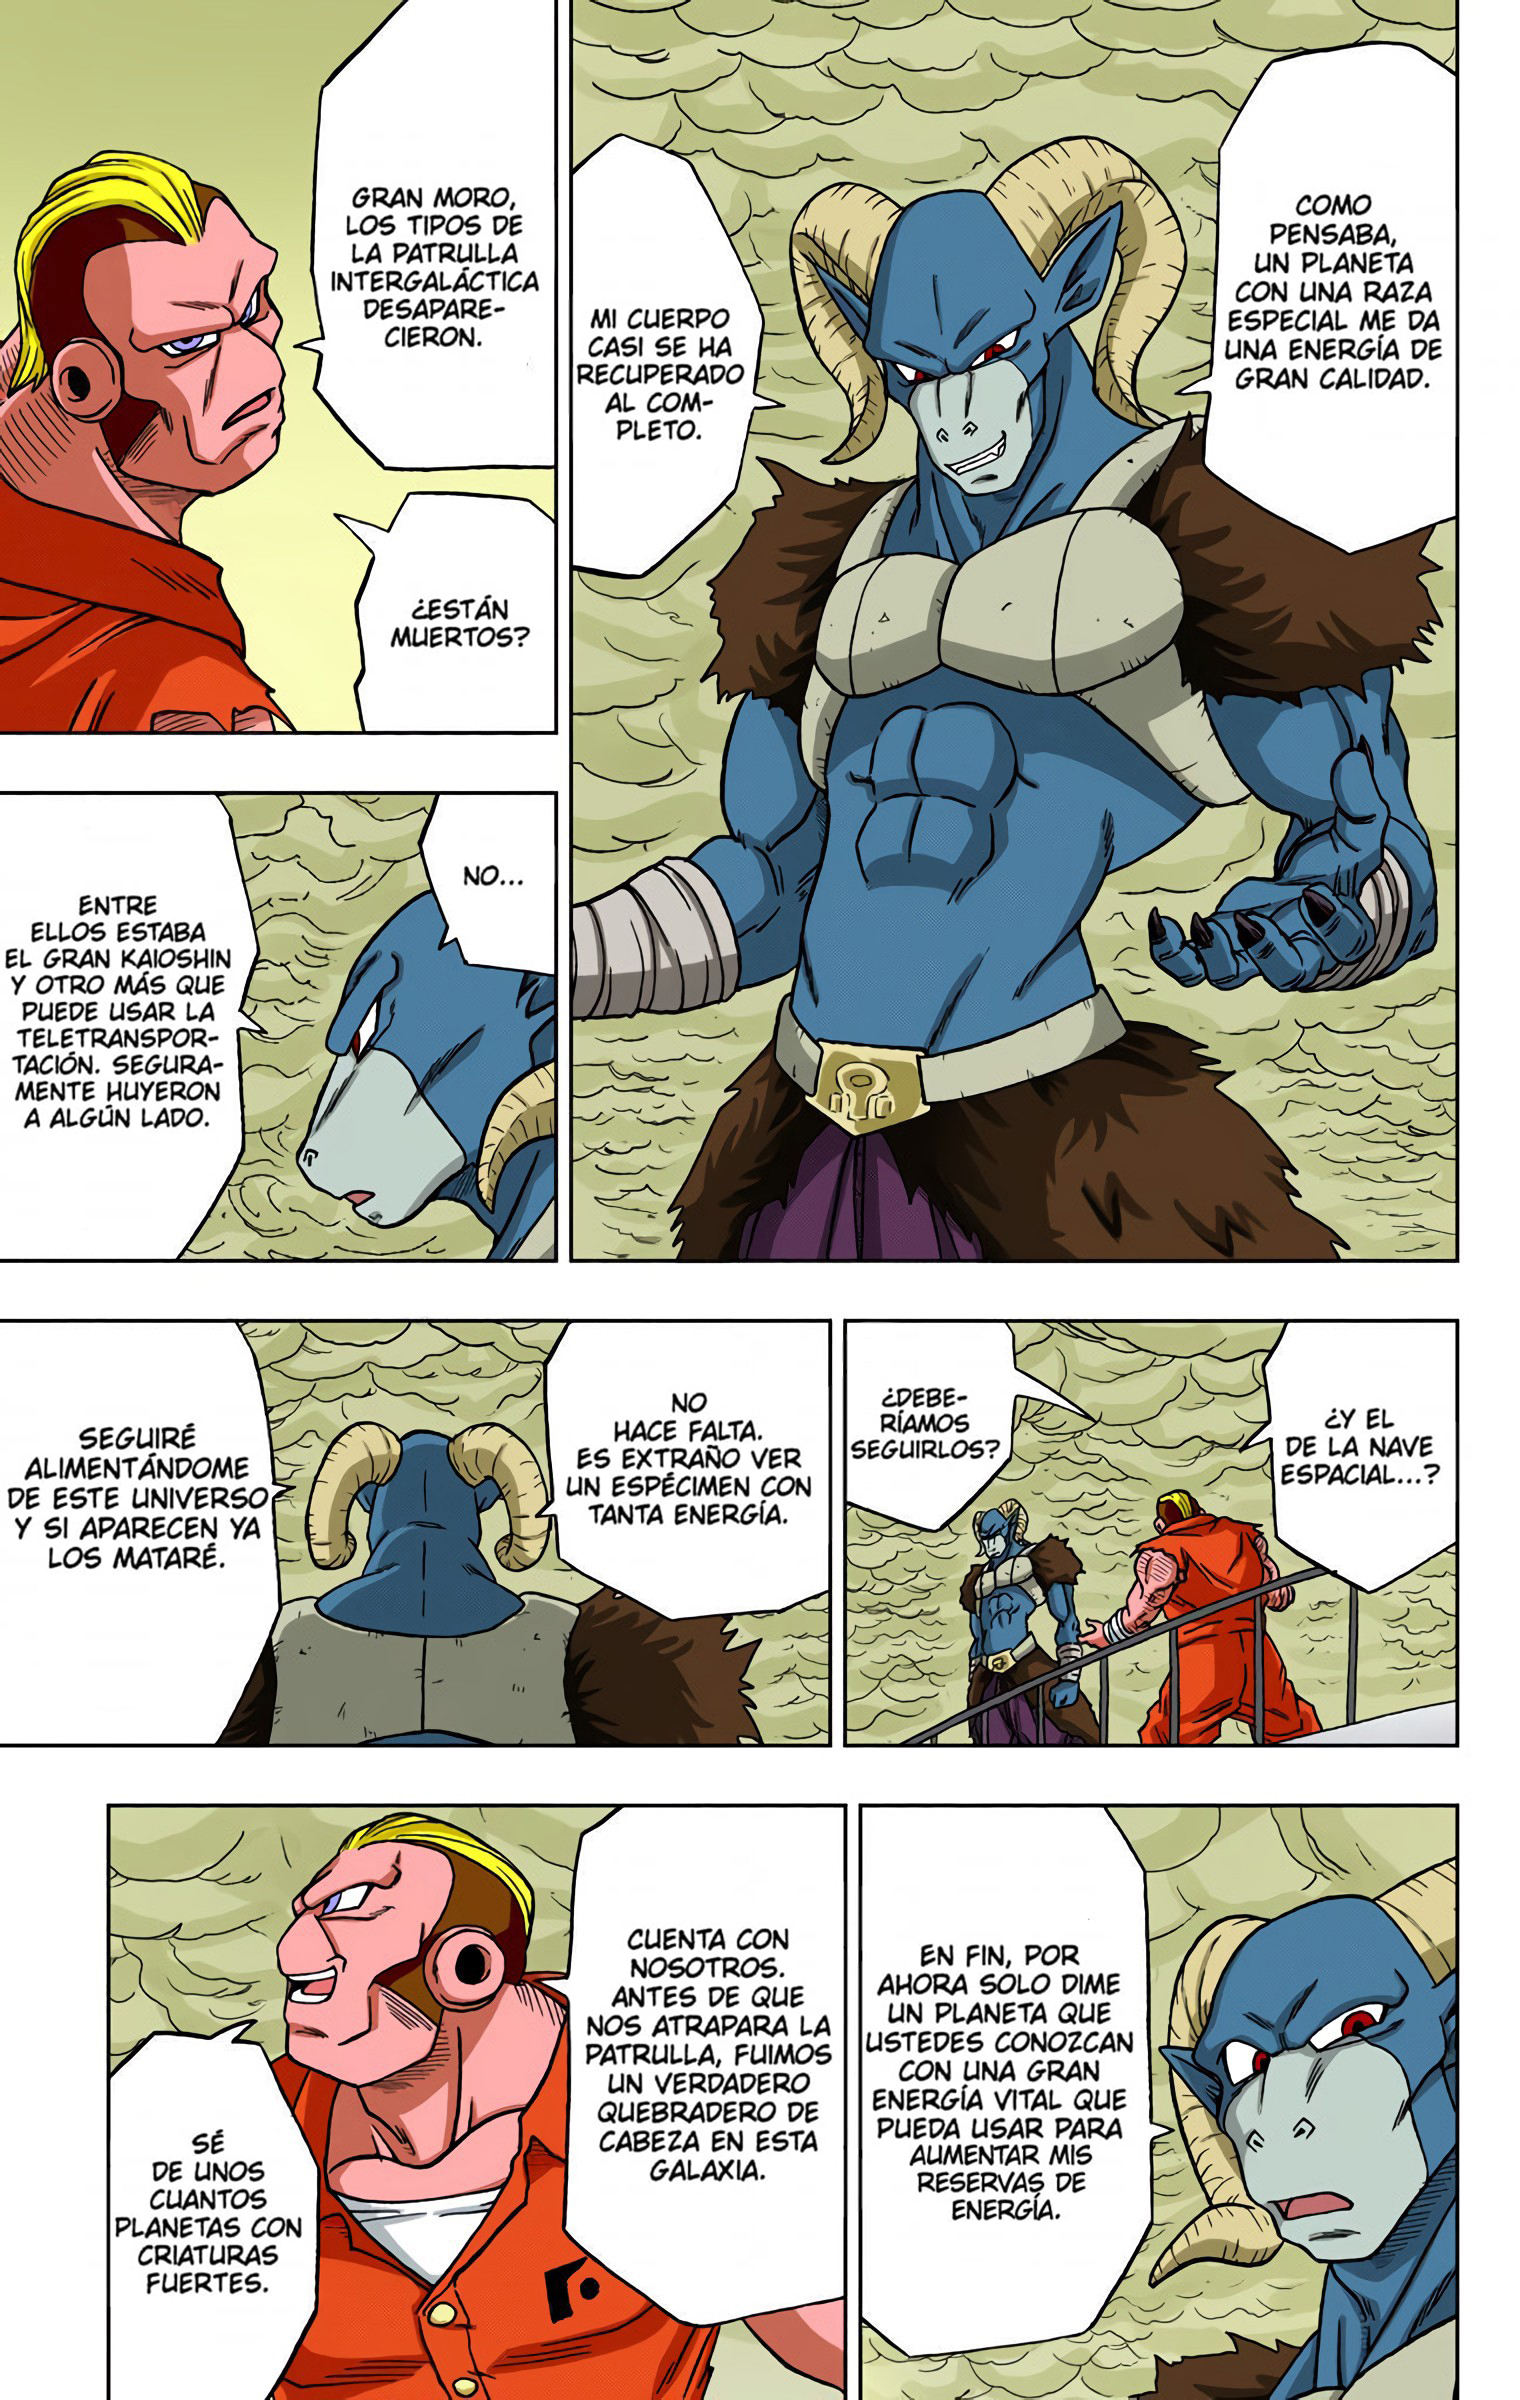 COMO
PENSABA,
UN PLANETA
CON UNA RAZA
ESPECIAL ME DA
UNA ENERGÍA DE
GRAN CALIDAD.
MI CUERPO
CASI SE HA
RECUPERADO
AL COM-
PLETO.
GRAN MORO,
LOS TIPOS DE
LA PATRULLA
INTERGALÁCTICA
DESAPARE-
CIERON.
¿ESTÁN
MUERTOS?
NO...
ENTRE
ELLOS ESTABA
EL GRAN KAIOSHIN
Y OTRO MÁS QUE
PUEDE USAR LA
TELETRANSPOR-
TACIÓN. SEGURA-
MENTE HUYERON
A ALGÚN LADO.
¿Y EL
DE LA NAVE
ESPACIAL...?
¿DEBE-
RÍAMOS
SEGUIRLOS?
NO
HACE FALTA.
ES EXTRAÑO VER
UN ESPÉCIMEN CON
TANTA ENERGÍA.
SEGUIRÉ
ALIMENTÁNDOME
DE ESTE UNIVERSO
Y SI APARECEN YA
LOS MATARÉ.
EN FIN, POR
AHORA SOLO DIME
UN PLANETA QUE
USTEDES CONOZCAN
CON UNA GRAN
ENERGÍA VITAL QUE
PUEDA USAR PARA
AUMENTAR MIS
RESERVAS DE
ENERGÍA.
CUENTA CON
NOSOTROS.
ANTES DE QUE
NOS ATRAPARA LA
PATRULLA, FUIMOS
UN VERDADERO
QUEBRADERO DE
CABEZA EN ESTA
GALAXIA.
SÉ
DE UNOS
CUANTOS
PLANETAS CON
CRIATURAS
FUERTES.